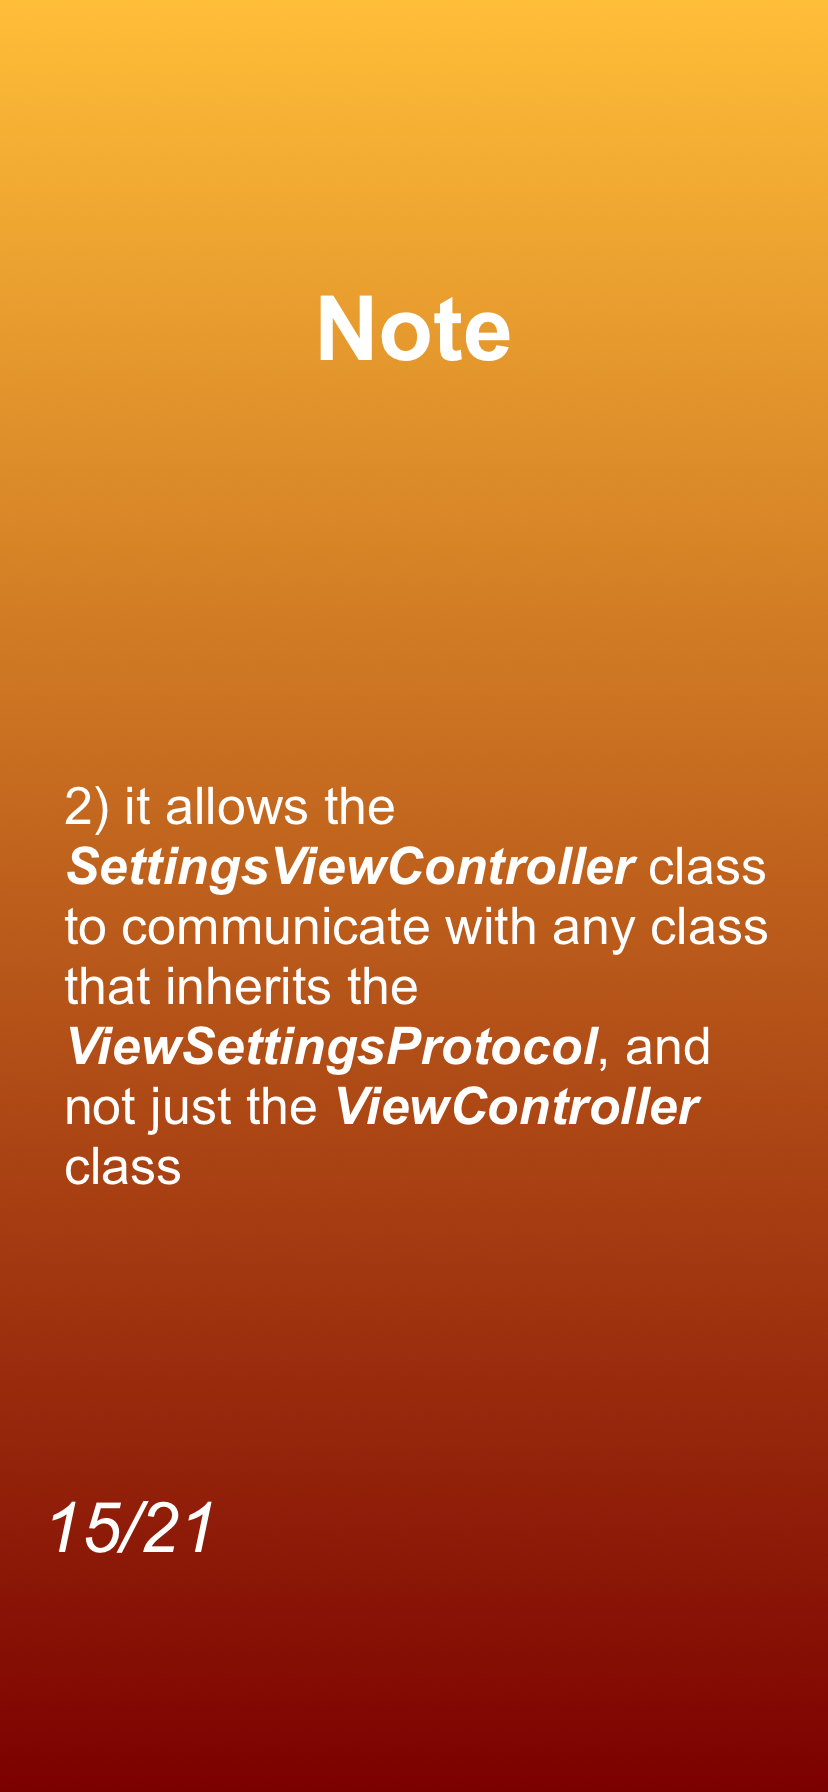 Note
2) it allows the
SettingsViewController class
to communicate with any class
that inherits the
ViewSettingsProtocol, and
not just the ViewController
class
15/21